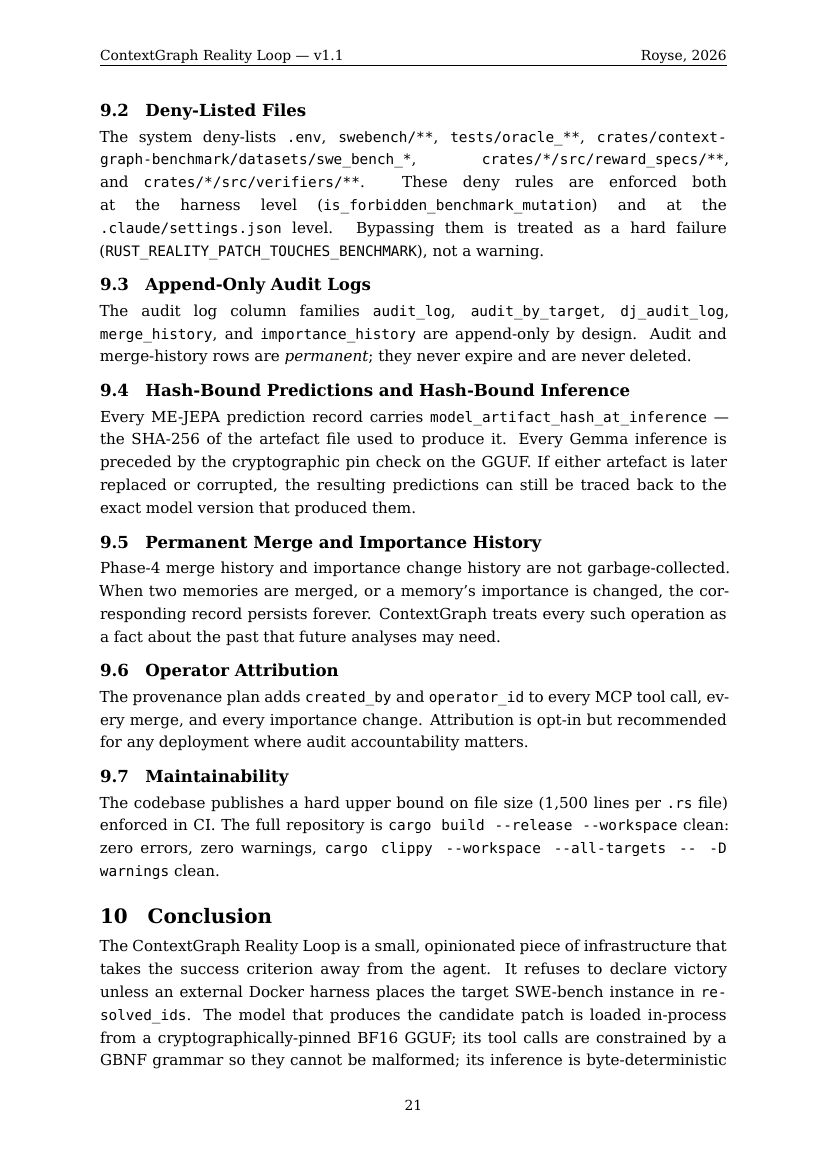 ContextGraph Reality Loop — v1.1 Royse, 2026
9.2 Deny-Listed Files
The system deny-lists .env, swebench/**, tests/oracle_**, crates/context-
graph-benchmark/datasets/swe_bench_*, crates/*/src/reward_specs/**,
and crates/*/src/verifiers/**. These deny rules are enforced both
at the harness level (is_forbidden_benchmark_mutation) and at the
.claude/settings.json level. Bypassing them is treated as a hard failure
(RUST_REALITY_PATCH_TOUCHES_BENCHMARK), not a warning.
9.3 Append-Only Audit Logs
The audit log column families audit_log, audit_by_target, dj_audit_log,
merge_history, and importance_history are append-only by design. Audit and
merge-history rows are permanent; they never expire and are never deleted.
9.4 Hash-Bound Predictions and Hash-Bound Inference
Every ME-JEPA prediction record carries model_artifact_hash_at_inference —
the SHA-256 of the artefact file used to produce it. Every Gemma inference is
preceded by the cryptographic pin check on the GGUF. If either artefact is later
replaced or corrupted, the resulting predictions can still be traced back to the
exact model version that produced them.
9.5 Permanent Merge and Importance History
Phase-4 merge history and importance change history are not garbage-collected.
When two memories are merged, or a memory’s importance is changed, the cor-
responding record persists forever. ContextGraph treats every such operation as
a fact about the past that future analyses may need.
9.6 Operator Attribution
The provenance plan adds created_by and operator_id to every MCP tool call, ev-
ery merge, and every importance change. Attribution is opt-in but recommended
for any deployment where audit accountability matters.
9.7 Maintainability
The codebase publishes a hard upper bound on file size (1,500 lines per .rs file)
enforced in CI. The full repository is cargo build --release --workspace clean:
zero errors, zero warnings, cargo clippy --workspace --all-targets -- -D
warnings clean.
10 Conclusion
The ContextGraph Reality Loop is a small, opinionated piece of infrastructure that
takes the success criterion away from the agent. It refuses to declare victory
unless an external Docker harness places the target SWE-bench instance in re-
solved_ids. The model that produces the candidate patch is loaded in-process
from a cryptographically-pinned BF16 GGUF; its tool calls are constrained by a
GBNF grammar so they cannot be malformed; its inference is byte-deterministic
21